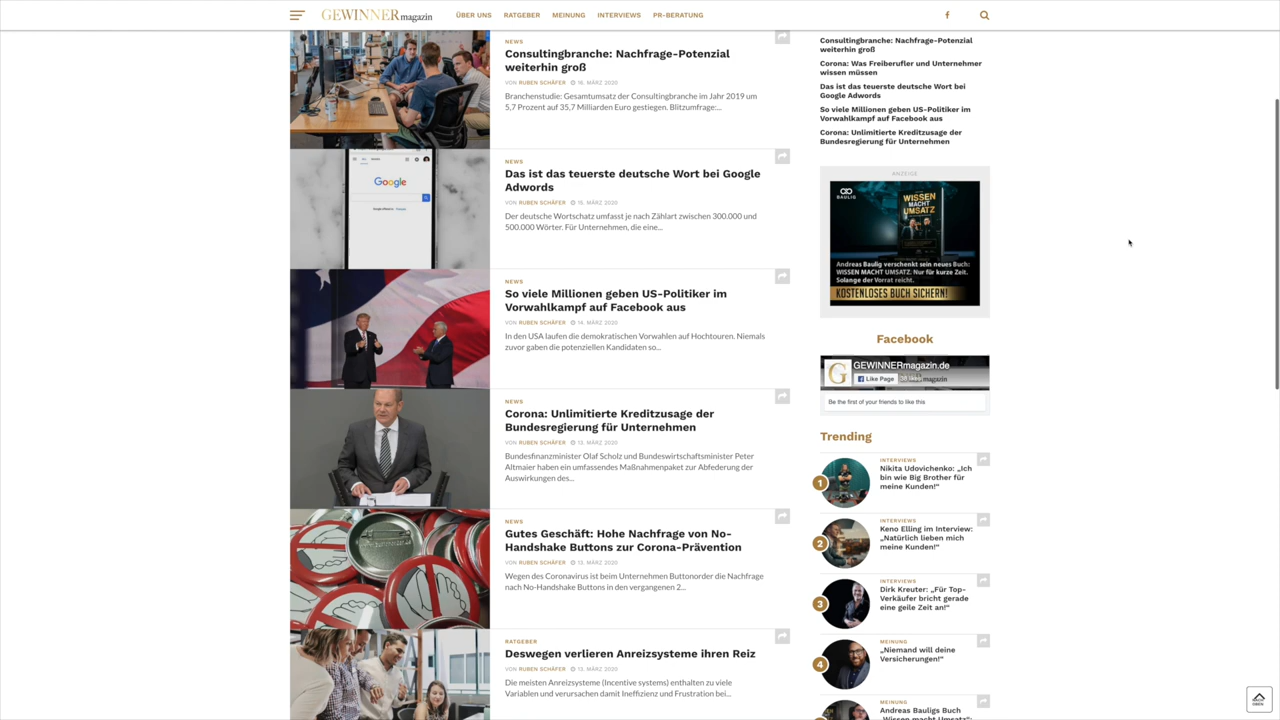 GEWINNERmagazin
ÜBER UNS
RATGEBER
MEINUNG
INTERVIEWS
PR-BERATUNG
NEWS
Consultingbranche: Nachfrage-Potenzial
weiterhin groß
VON RUBEN SCHÄFER 16. MÄRZ 2020
Branchenstudie: Gesamtumsatz der Consultingbranche im Jahr 2019 um
5,7 Prozent auf 35,7 Milliarden Euro gestiegen. Blitzumfrage:...
Google
NEWS
Das ist das teuerste deutsche Wort bei Google
Adwords
VON RUBEN SCHÄFER 15. MÄRZ 2020
Der deutsche Wortschatz umfasst je nach Zählart zwischen 300.000 und
500.000 Wörter. Für Unternehmen, die eine...
NEWS
So viele Millionen geben US-Politiker im
Vorwahlkampf auf Facebook aus
VON RUBEN SCHÄFER 14. MÄRZ 2020
In den USA laufen die demokratischen Vorwahlen auf Hochtouren. Niemals
zuvor gaben die potenziellen Kandidaten so...
NEWS
Corona: Unlimitierte Kreditzusage der
Bundesregierung für Unternehmen
VON RUBEN SCHÄFER 13. MÄRZ 2020
Bundesfinanzminister Olaf Scholz und Bundeswirtschaftsminister Peter
Altmaier haben ein umfassendes Maßnahmenpaket zur Abfederung der
Auswirkungen des...
NEWS
Gutes Geschäft: Hohe Nachfrage von No-
Handshake Buttons zur Corona-Prävention
VON RUBEN SCHÄFER 13. MÄRZ 2020
Wegen des Coronavirus ist beim Unternehmen Buttonorder die Nachfrage
nach No-Handshake Buttons in den vergangenen 2...
RATGEBER
Deswegen verlieren Anreizsysteme ihren Reiz
VON RUBEN SCHÄFER 12. MÄRZ 2020
Die meisten Anreizsysteme (Incentive systems) enthalten zu viele
Variablen und verursachen damit Ineffizienz und Frustration bei...
Consultingbranche: Nachfrage-Potenzial
weiterhin groß
Corona: Was Freiberufler und Unternehmer
wissen müssen
Das ist das teuerste deutsche Wort bei
Google Adwords
So viele Millionen geben US-Politiker im
Vorwahlkampf auf Facebook aus
Corona: Unlimitierte Kreditzusage der
Bundesregierung für Unternehmen
ANZEIGE
BAULIG
WISSEN
MACHT
UMSATZ
Andreas Baulig verschenkt sein neues Buch:
WISSEN MACHT UMSATZ. Nur für kurze Zeit.
Solange der Vorrat reicht.
KOSTENLOSES BUCH SICHERN!
Facebook
G
GEWINNERmagazin.de
Like Page
Be the first of your friends to like this
Trending
1
INTERVIEWS
Nikita Udovichenko: „Ich
bin wie Big Brother für
meine Kunden!“
2
INTERVIEWS
Keno Elling im Interview:
„Natürlich lieben mich
meine Kunden!“
3
INTERVIEWS
Dirk Kreuter: „Für Top-
Verkäufer bricht gerade
eine geile Zeit an!“
4
MEINUNG
„Niemand will deine
Versicherungen!“
MEINUNG
Andreas Bauligs Buch
„Wissen macht Umsatz“: